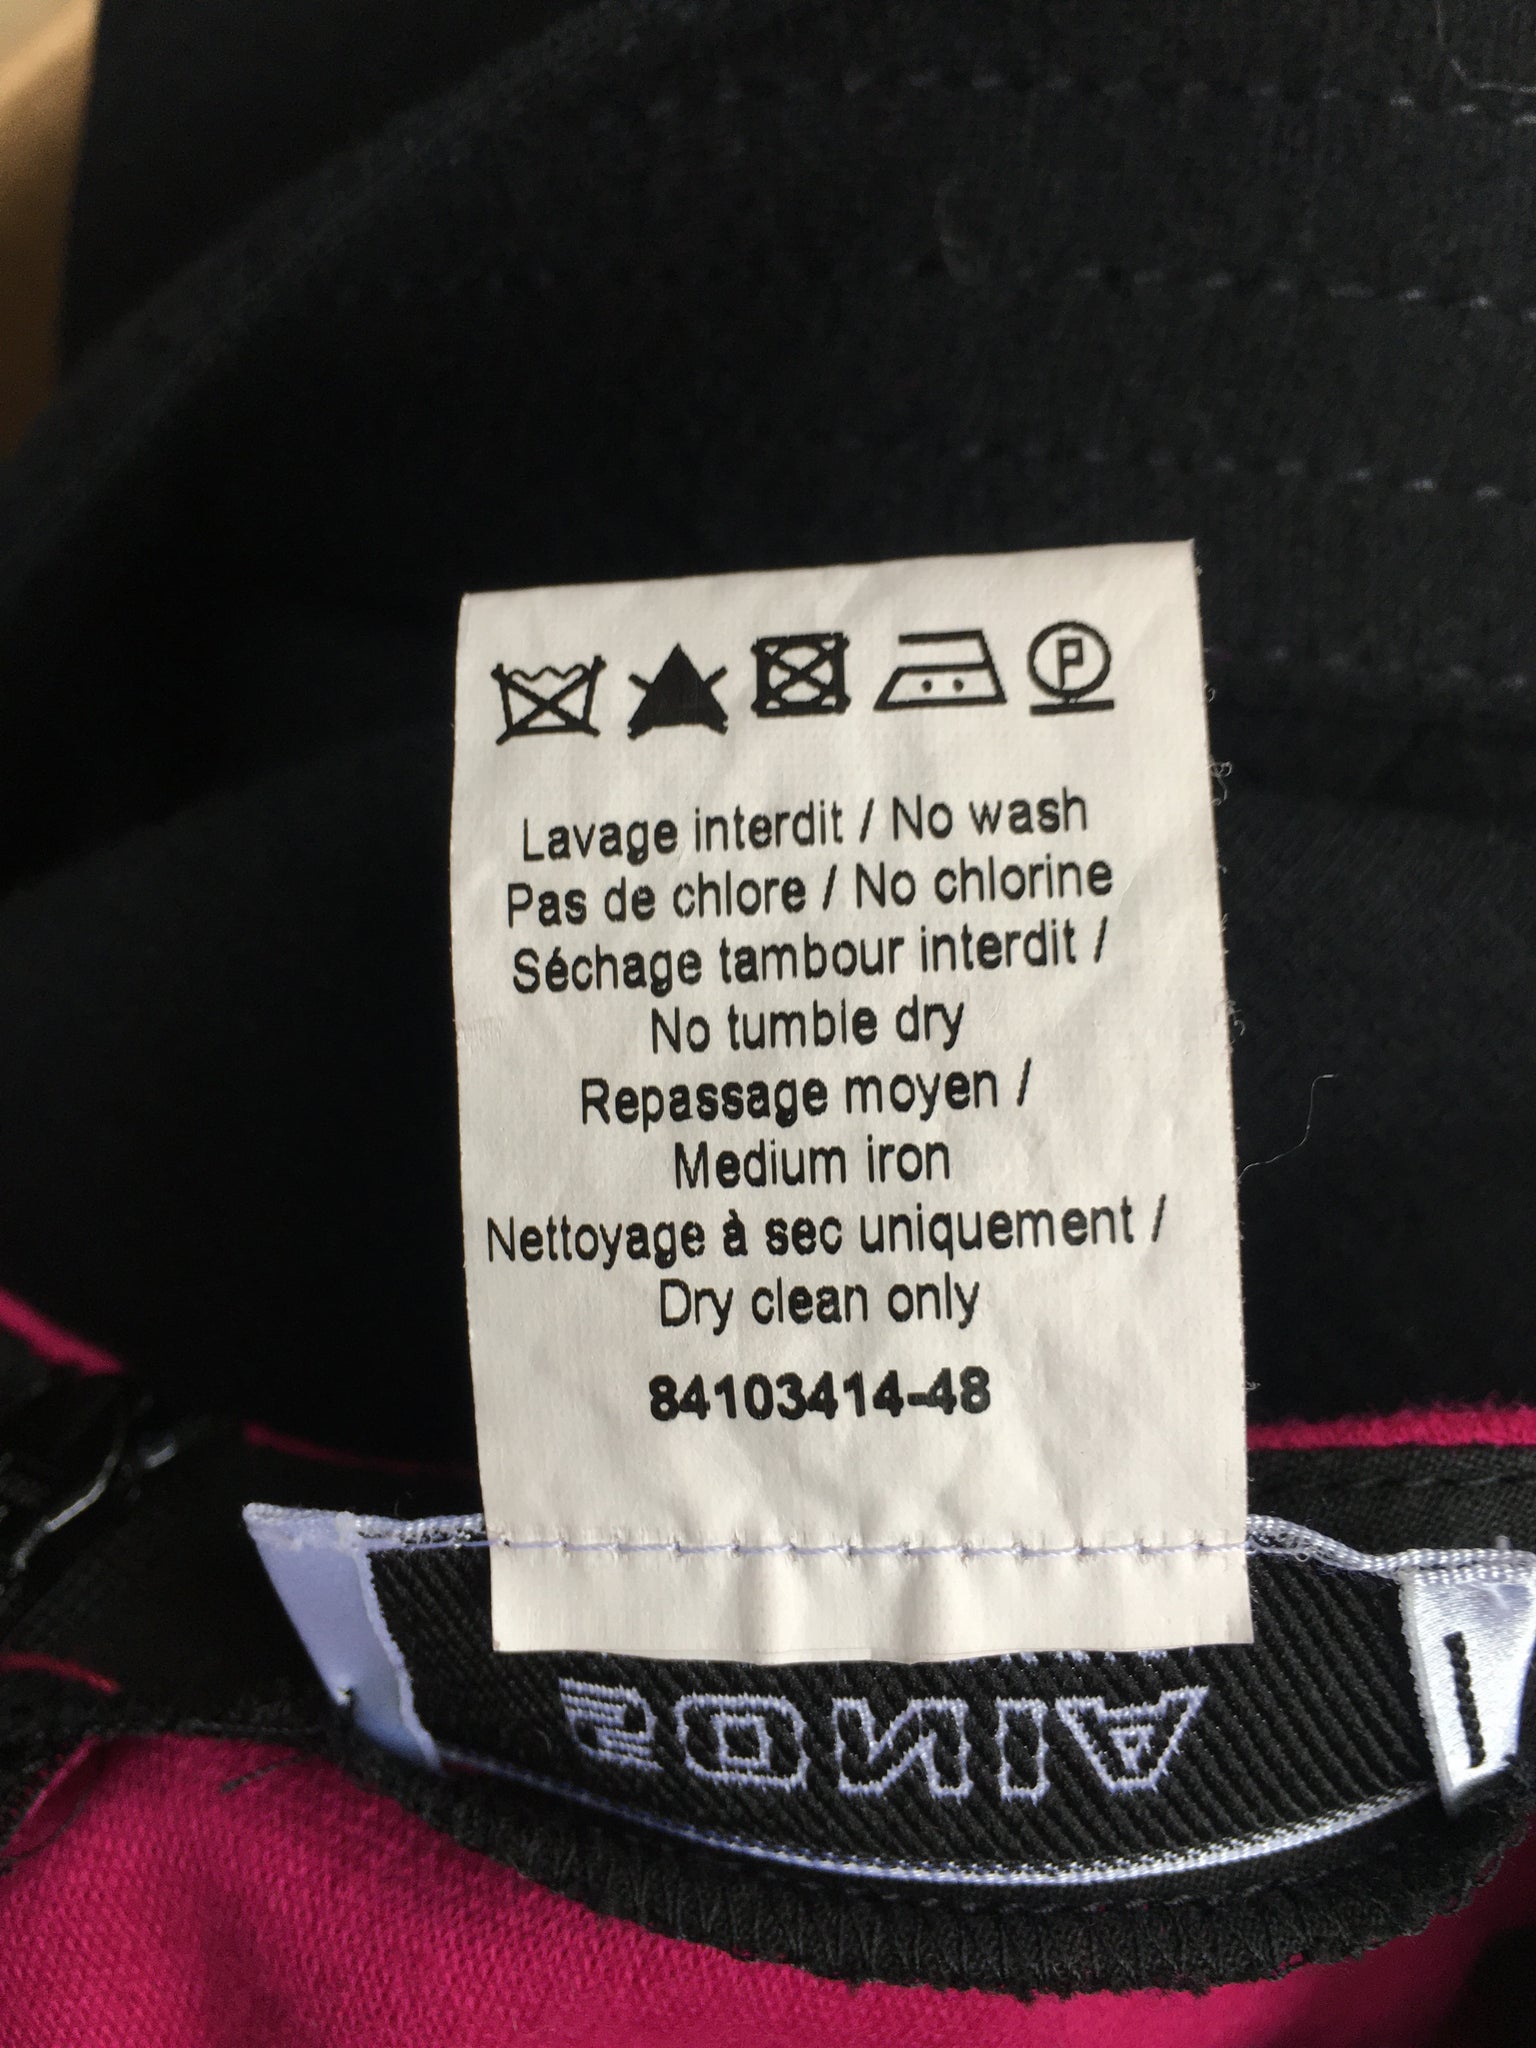 P
Lavage interdit / No wash
Pas de chlore / No chlorine
Séchage tambour interdit /
No tumble dry
Repassage moyen /
Medium iron
Nettoyage à sec uniquement /
Dry clean only
84103414-48